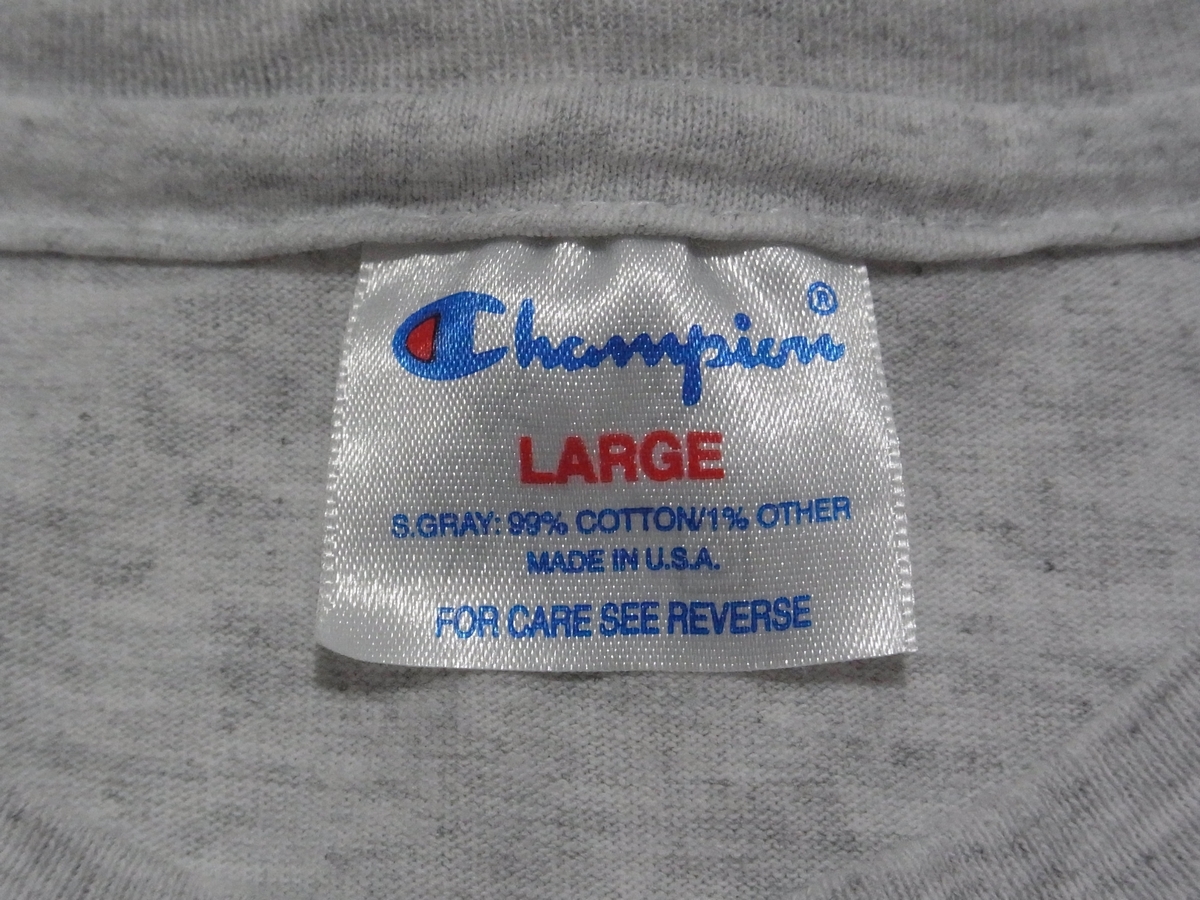 Champion®
LARGE
S.GRAY: 99% COTTON/1% OTHER
MADE IN U.S.A.
FOR CARE SEE REVERSE